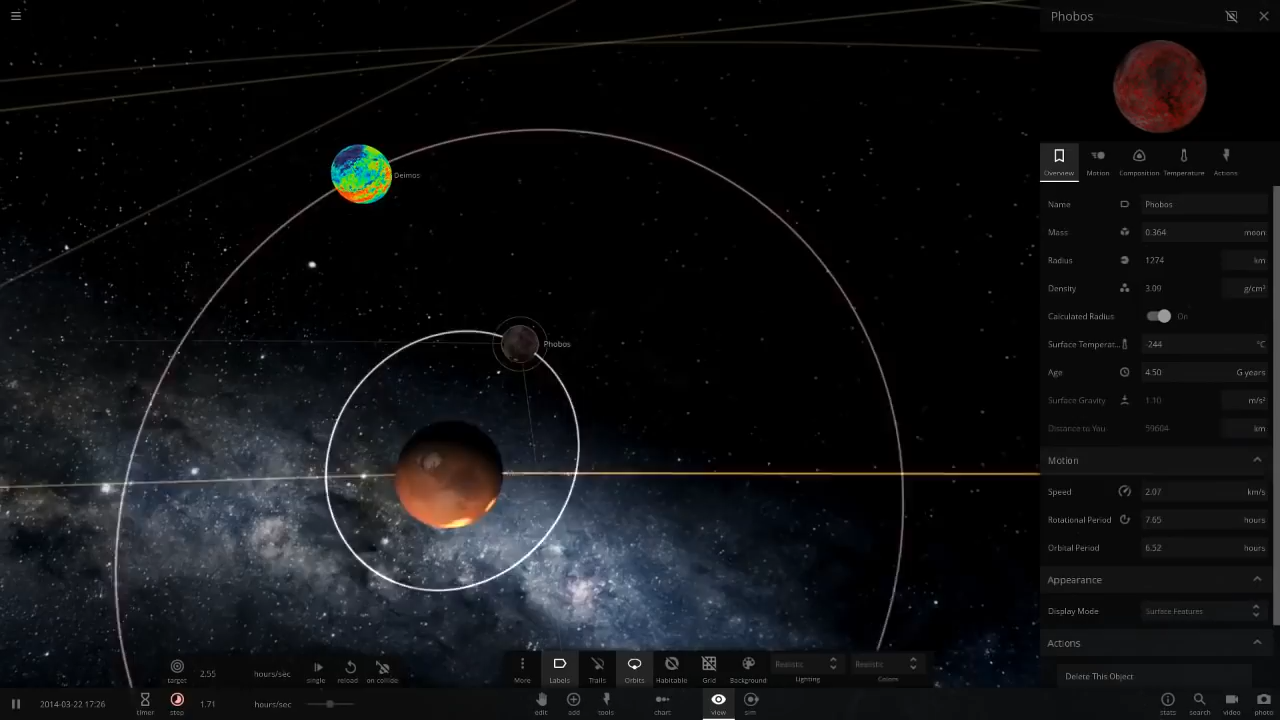 Phobos
Deimos
Phobos
Overview
Motion
Composition
Temperature
Actions
Name Phobos
Mass 0.364 moon
Radius 1274 km
Density 3.09 g/cm³
Calculated Radius On
Surface Temperat... -244 °C
Age 4.50 G years
Surface Gravity 1.10 m/s²
Distance to You 59604 km
Motion
Speed 2.07 km/s
Rotational Period 7.65 hours
Orbital Period 6.52 hours
Appearance
Display Mode Surface Features
Actions
Delete This Object
target 2.55 hours/sec single reload on collide
More Labels Trails Orbits Habitable Grid Background
Realistic Lighting
Realistic Colors
2014-03-22 17:26 timer step 1.71 hours/sec
edit add tools chart view sim
stats search video photo